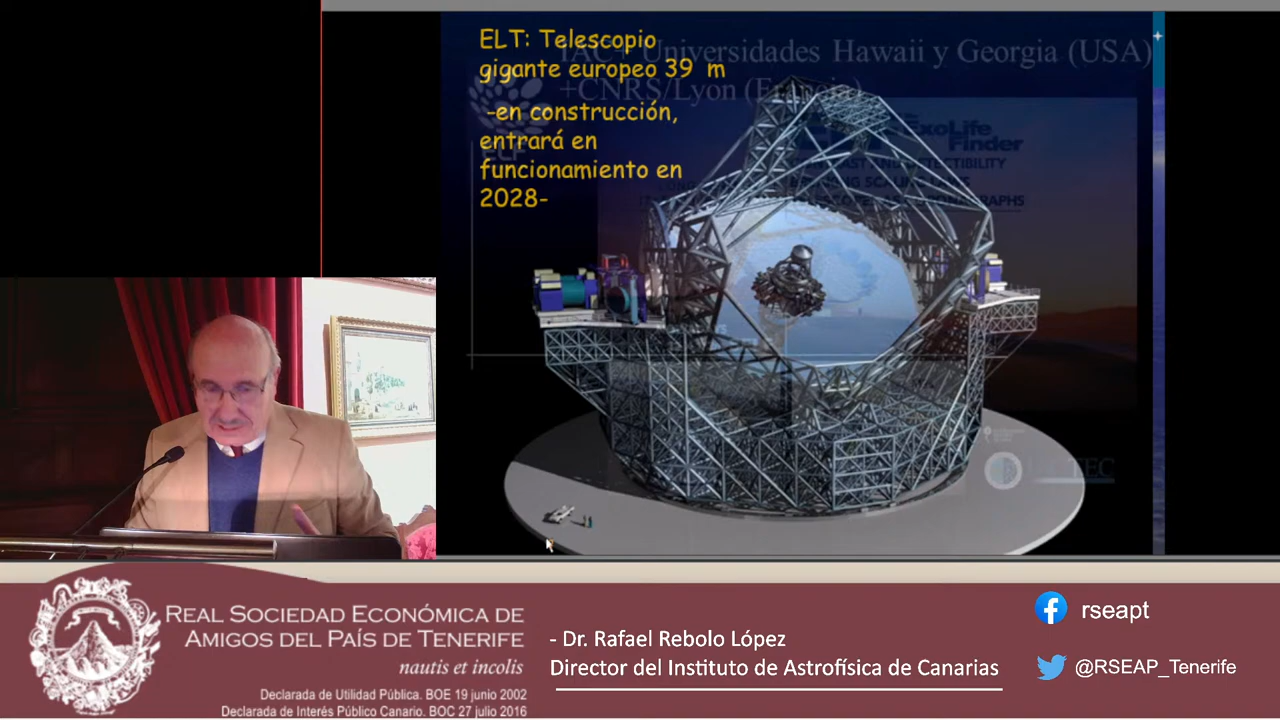 ELT: Telescopio
gigante europeo 39 m
-en construcción,
entrará en
funcionamiento en
2028-
IAC+ Universidades Hawaii y Georgia (USA)
+CNRS/Lyon (Francia)
ELF
ExoLife
Finder
REAL SOCIEDAD ECONÓMICA DE
AMIGOS DEL PAÍS DE TENERIFE
nautis et incolis
Declarada de Utilidad Pública. BOE 19 junio 2002
Declarada de Interés Público Canario. BOC 27 julio 2016
- Dr. Rafael Rebolo López
Director del Instituto de Astrofísica de Canarias
rseapt
@RSEAP_Tenerife